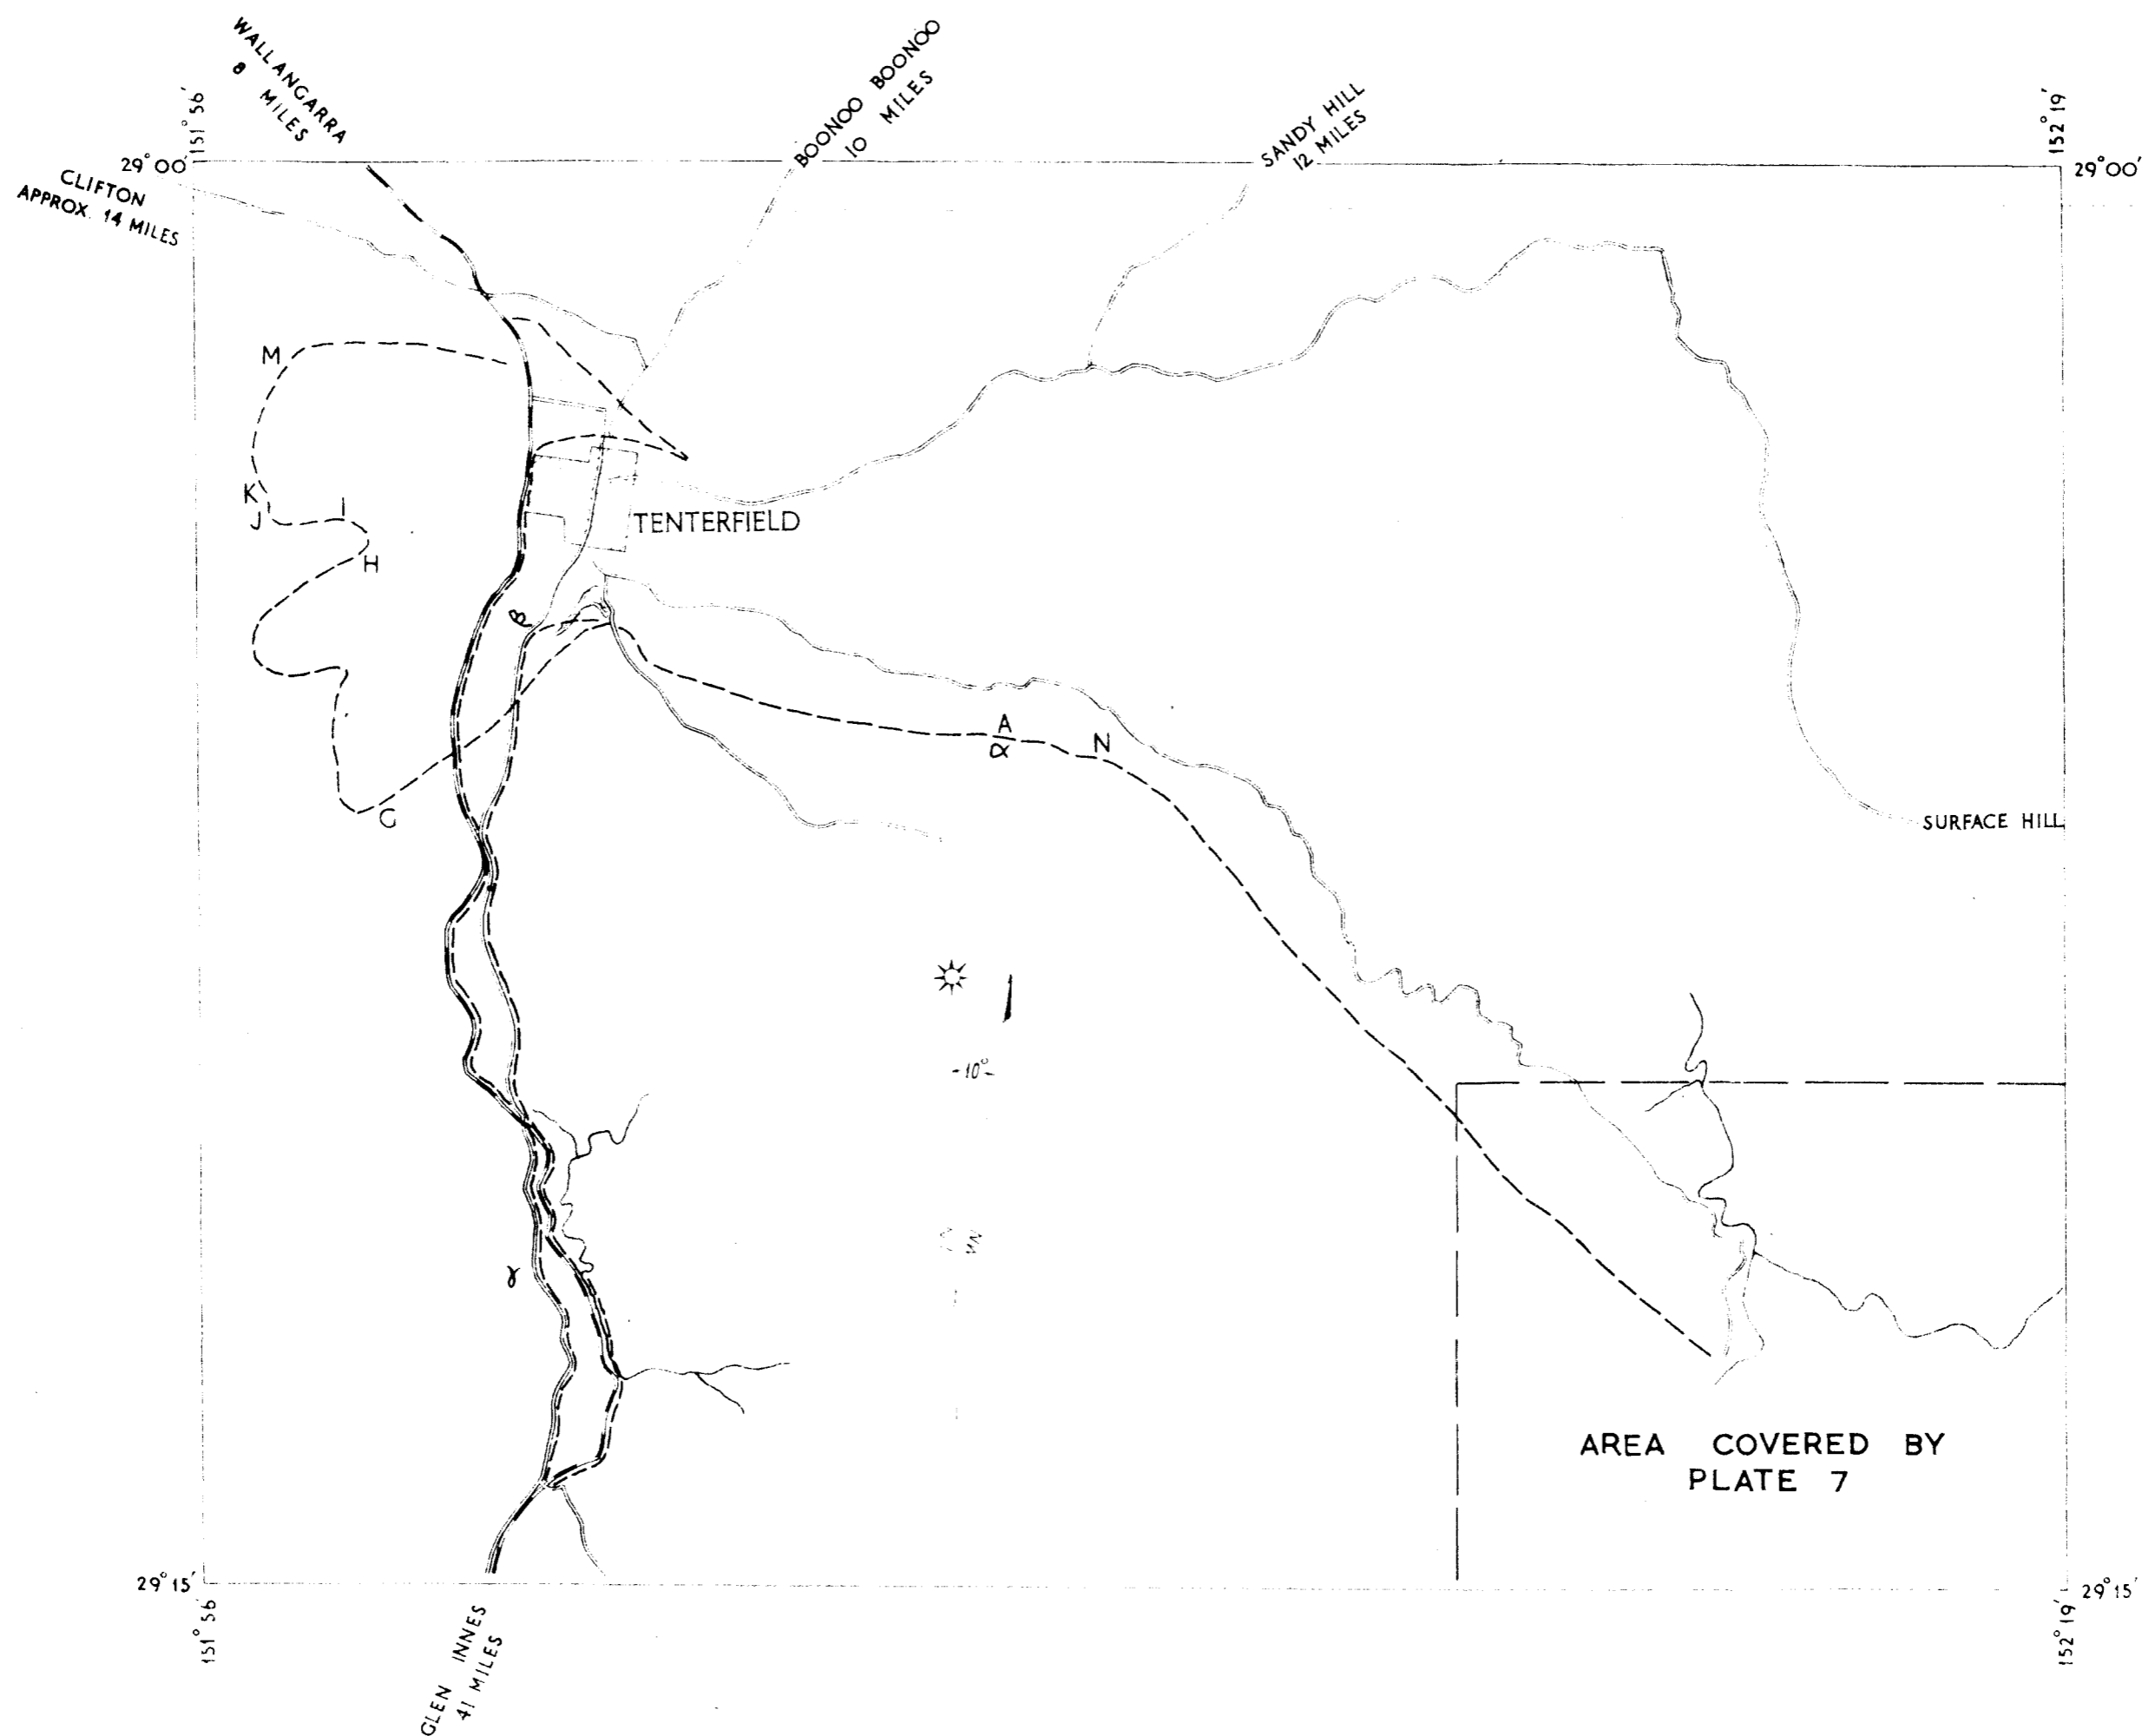 WALLANGARRA
8 MILES
BOONOO BOONOO
10 MILES
SANDY HILL
12 MILES
151° 56'
152° 19'
29° 00'
29° 00'
CLIFTON
APPROX. 14 MILES
M
K
J
I
H
TENTERFIELD
B
A
α
N
G
SURFACE HILL
-10°-
MN
γ
AREA COVERED BY
PLATE 7
29° 15'
29° 15'
151° 56'
152° 19'
GLEN INNES
41 MILES